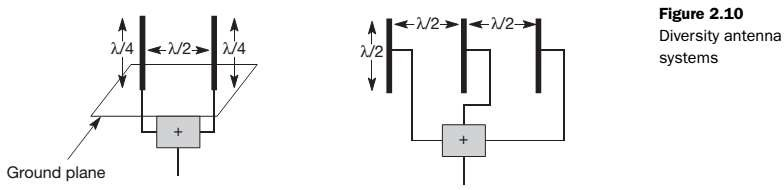 λ/4
λ/2
λ/4
+
Ground plane
λ/2
λ/2
λ/2
+
Figure 2.10
Diversity antenna
systems